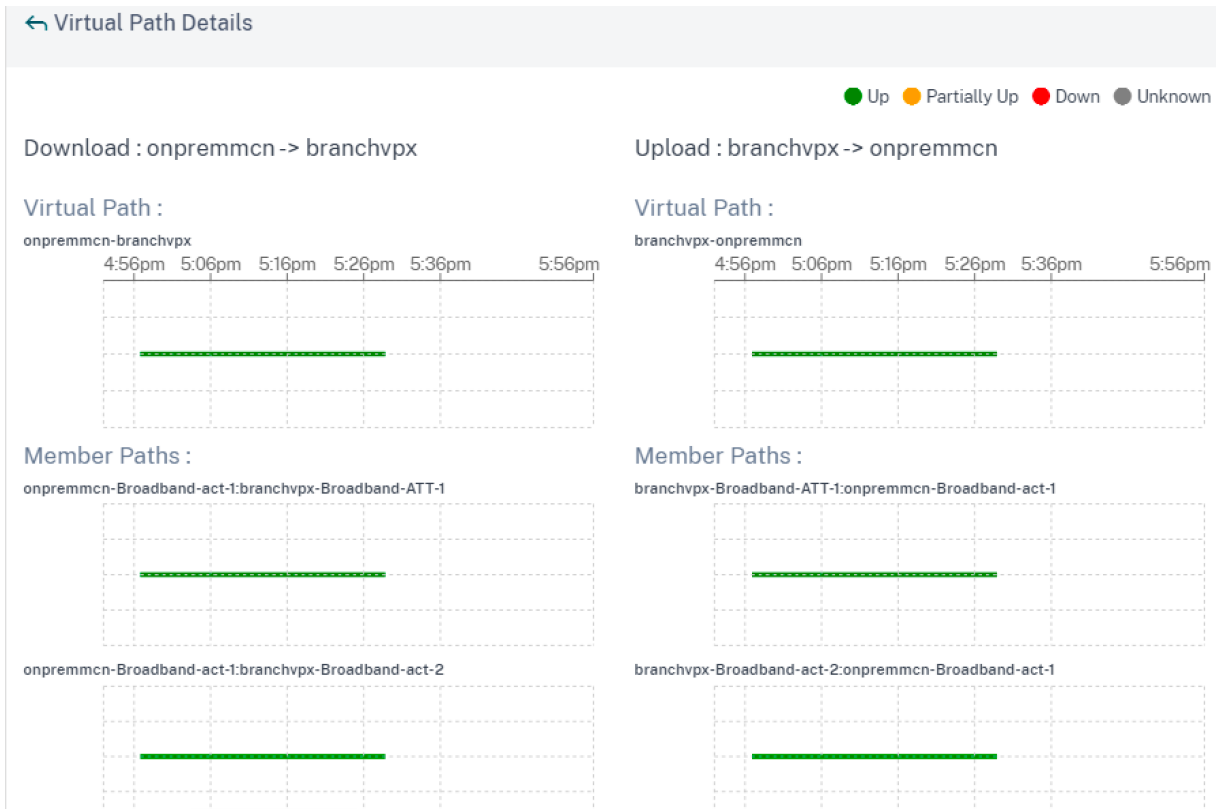 Virtual Path Details
Up Partially Up Down Unknown
Download : onpremmcn -> branchvpx
Virtual Path :
onpremmcn-branchvpx
4:56pm 5:06pm 5:16pm 5:26pm 5:36pm 5:56pm
Member Paths :
onpremmcn-Broadband-act-1:branchvpx-Broadband-ATT-1
onpremmcn-Broadband-act-1:branchvpx-Broadband-act-2
Upload : branchvpx -> onpremmcn
Virtual Path :
branchvpx-onpremmcn
4:56pm 5:06pm 5:16pm 5:26pm 5:36pm 5:56pm
Member Paths :
branchvpx-Broadband-ATT-1:onpremmcn-Broadband-act-1
branchvpx-Broadband-act-2:onpremmcn-Broadband-act-1